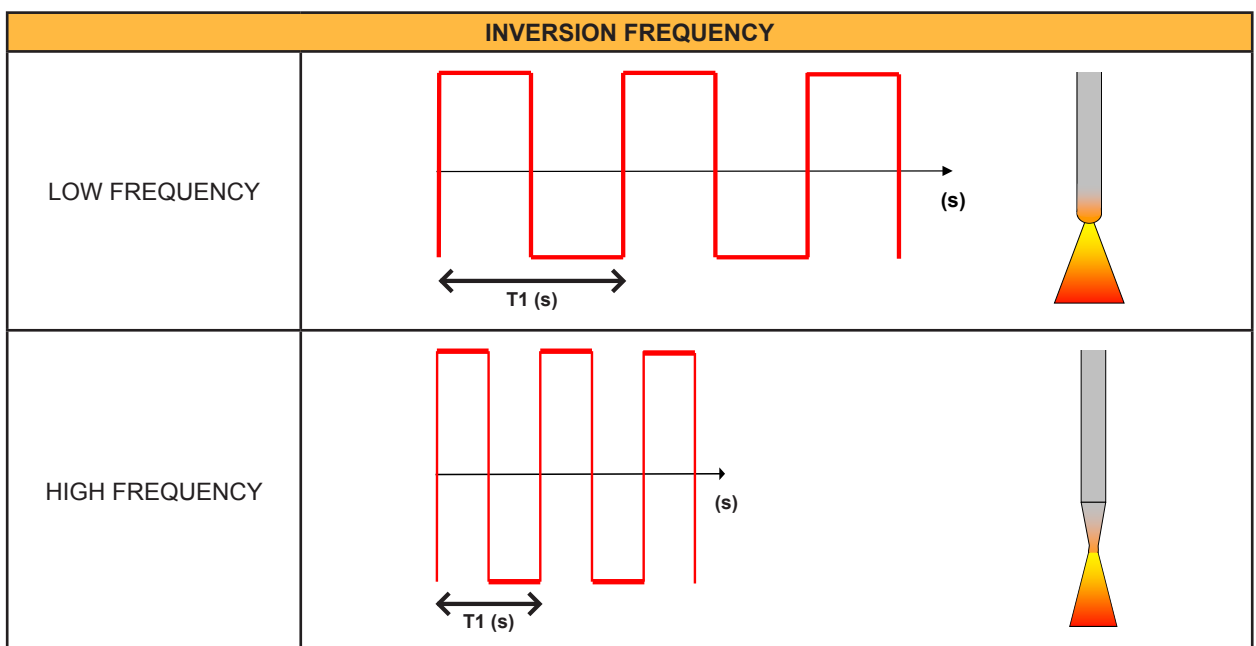 INVERSION FREQUENCY
LOW FREQUENCY
(s)
T1 (s)
HIGH FREQUENCY
(s)
T1 (s)